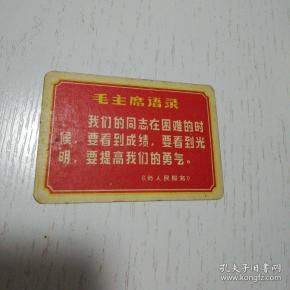 毛主席语录
我们的同志在困难的时
候，要看到成绩，要看到光
明，要提高我们的勇气。
《为人民服务》
孔夫子旧书网